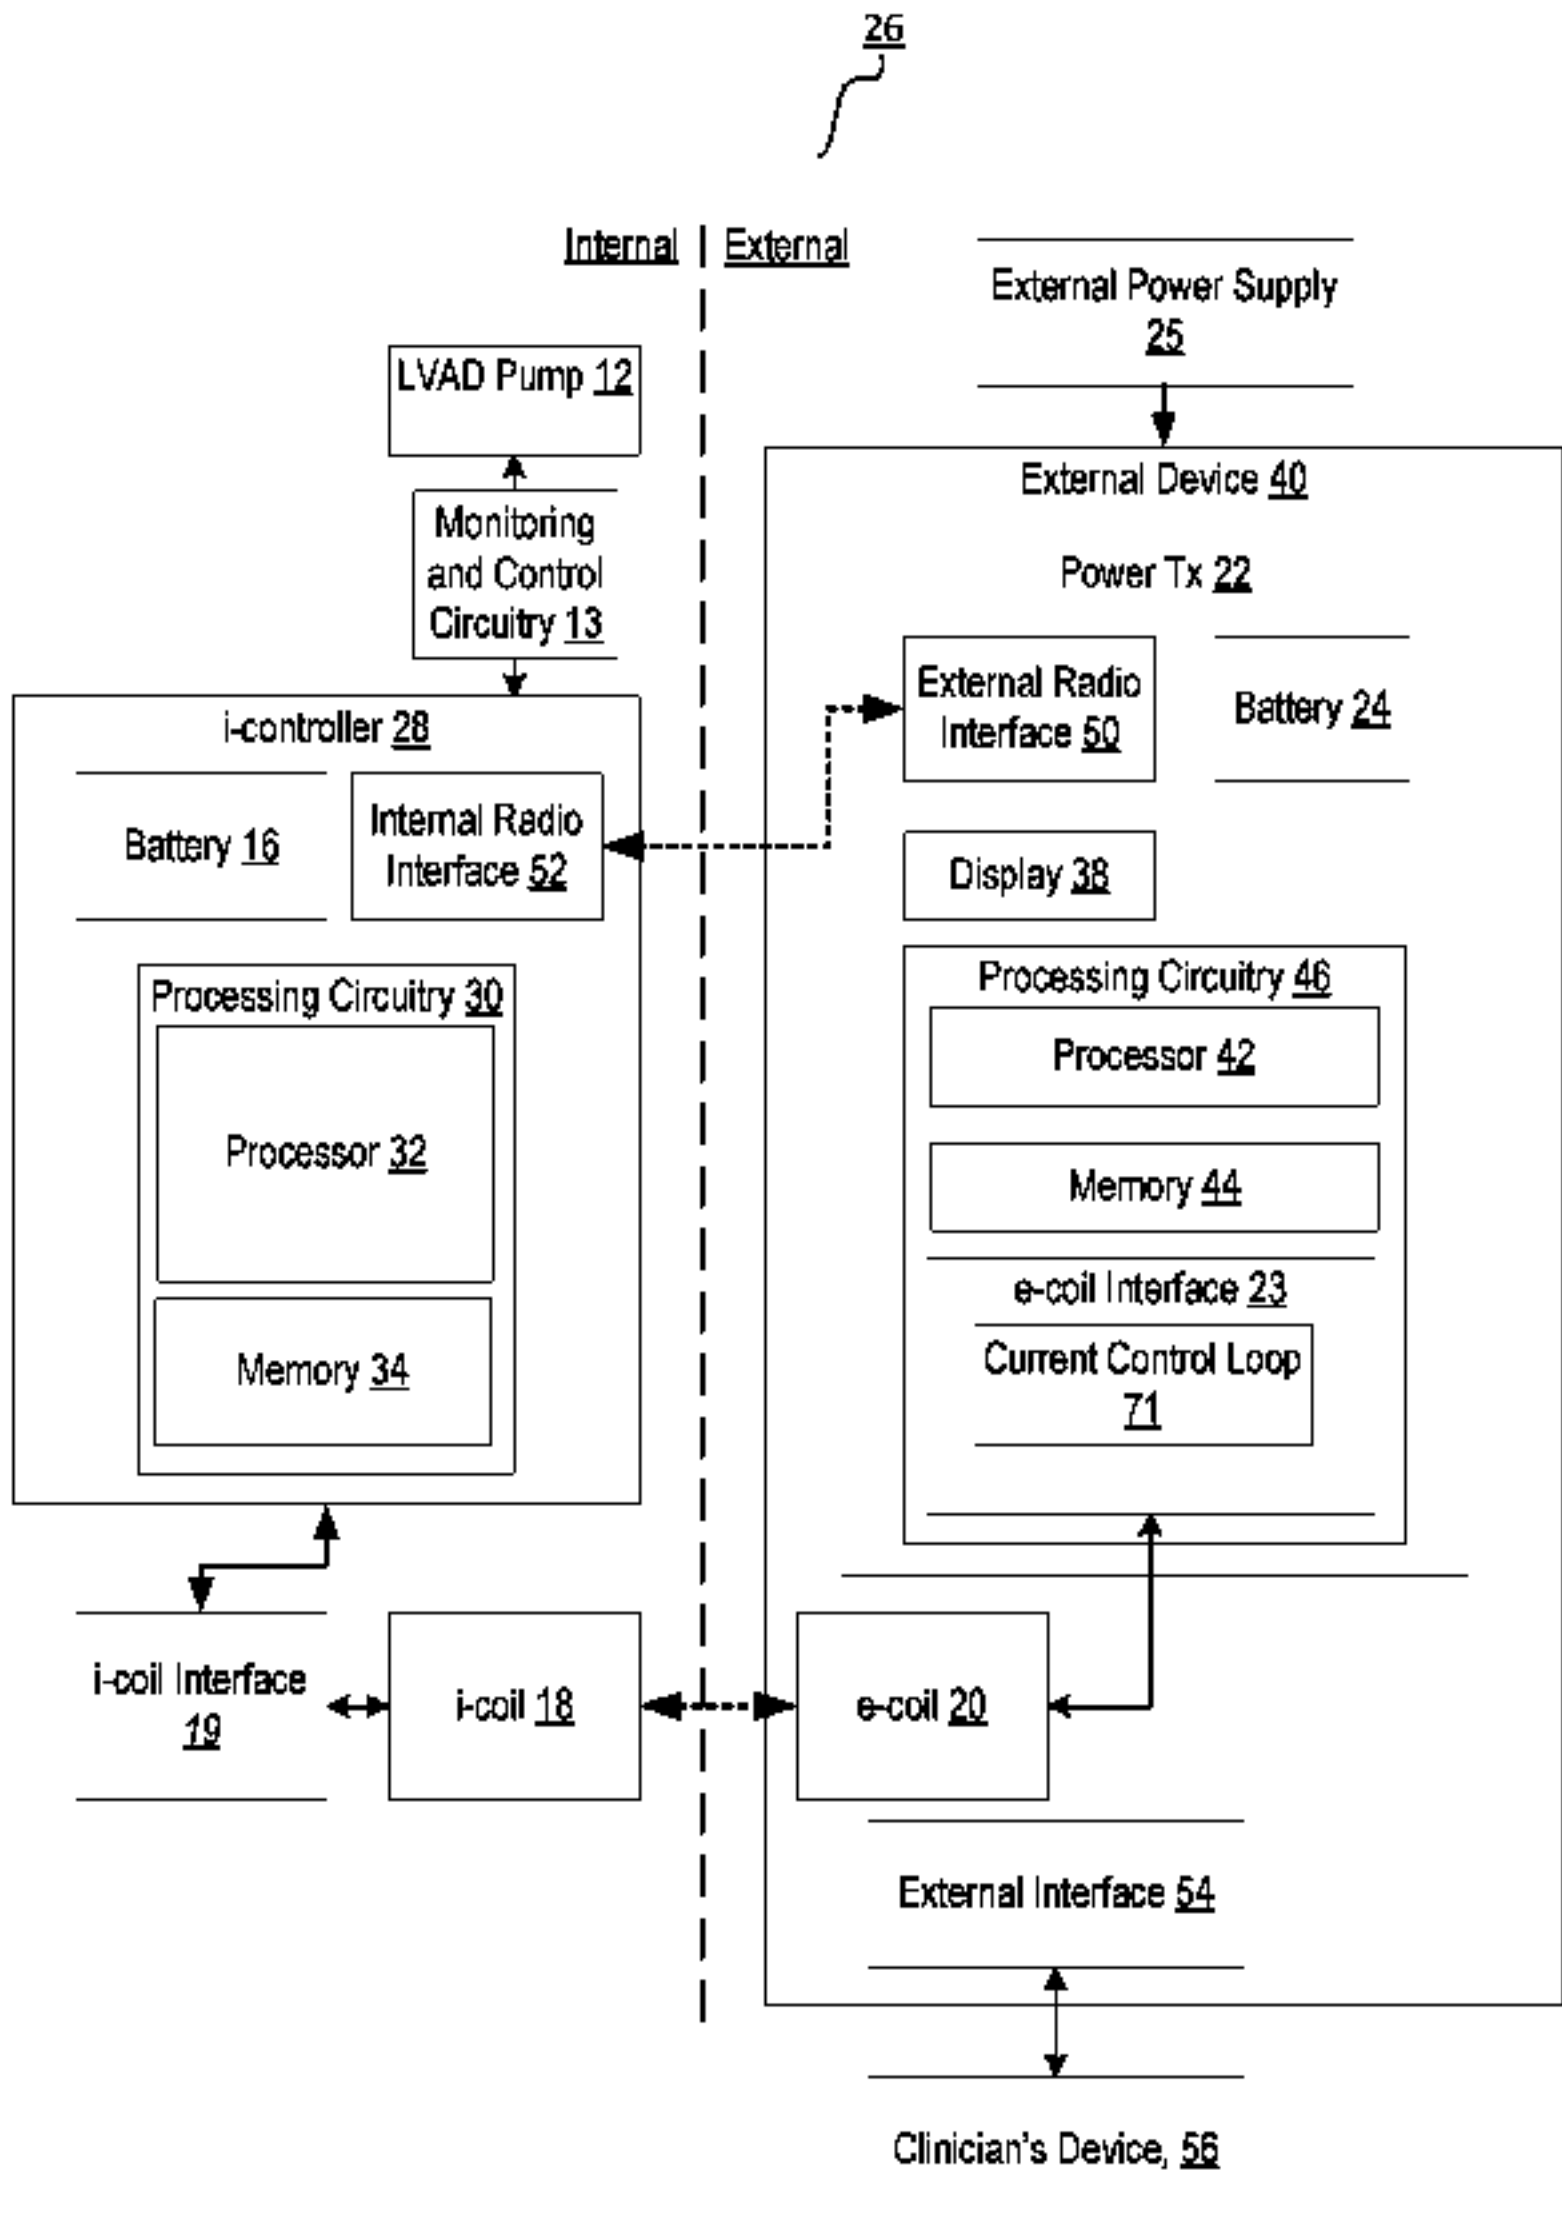 26
Internal
External
External Power Supply
25
LVAD Pump 12
Monitoring
and Control
Circuitry 13
i-controller 28
Battery 16
Internal Radio
Interface 52
Processing Circuitry 30
Processor 32
Memory 34
i-coil Interface
19
i-coil 18
External Device 40
Power Tx 22
External Radio
Interface 50
Battery 24
Display 38
Processing Circuitry 46
Processor 42
Memory 44
e-coil Interface 23
Current Control Loop
71
e-coil 20
External Interface 54
Clinician's Device, 56